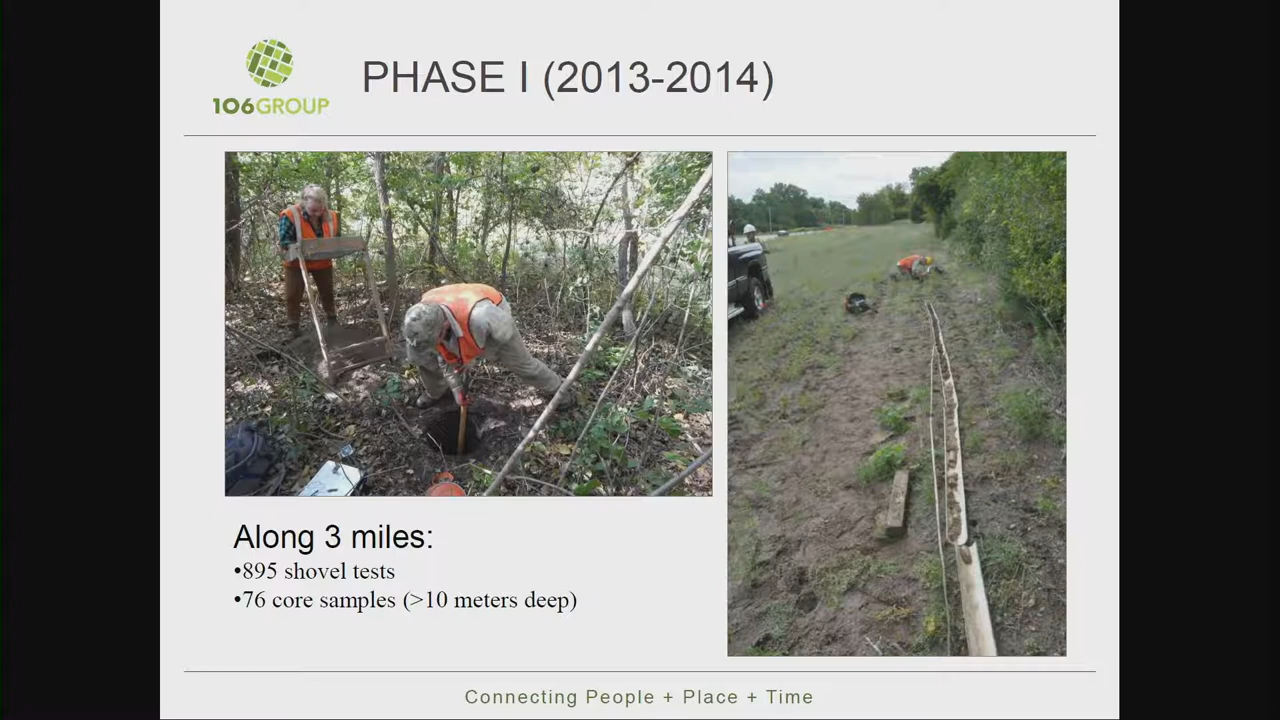 106GROUP
PHASE I (2013-2014)
Along 3 miles:
•895 shovel tests
•76 core samples (>10 meters deep)
Connecting People + Place + Time